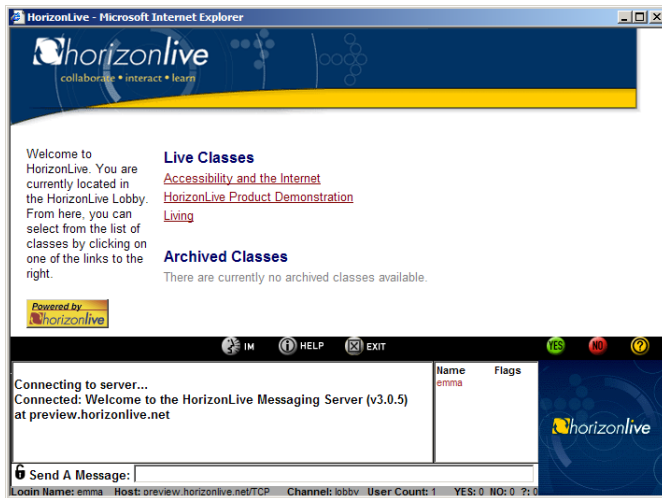 HorizonLive - Microsoft Internet Explorer
horizonlive
collaborate • interact • learn
Welcome to
HorizonLive. You are
currently located in
the HorizonLive Lobby.
From here, you can
select from the list of
classes by clicking on
one of the links to the
right.
Powered by
horizonlive
Live Classes
Accessibility and the Internet
HorizonLive Product Demonstration
Living
Archived Classes
There are currently no archived classes available.
IM HELP EXIT YES NO ?
Connecting to server...
Connected: Welcome to the HorizonLive Messaging Server (v3.0.5)
at preview.horizonlive.net
Name Flags
emma
horizonlive
Send A Message:
Login Name: emma Host: preview.horizonlive.net/TCP Channel: lobby User Count: 1 YES: 0 NO: 0 ?: 0